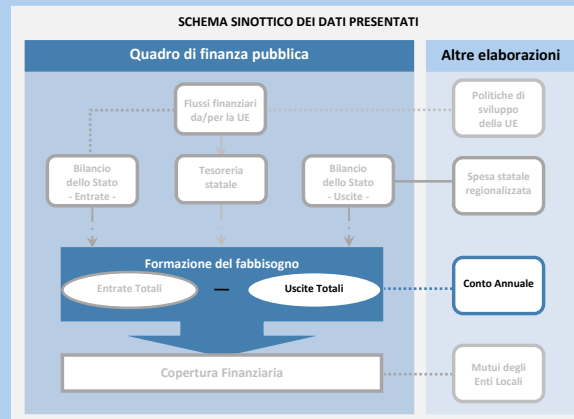 SCHEMA SINOTTICO DEI DATI PRESENTATI
Quadro di finanza pubblica
Altre elaborazioni
Flussi finanziari
da/per la UE
Politiche di
sviluppo
della UE
Bilancio
dello Stato
- Entrate -
Tesoreria
statale
Bilancio
dello Stato
- Uscite -
Spesa statale
regionalizzata
Formazione del fabbisogno
Entrate Totali
—
Uscite Totali
Conto Annuale
Copertura Finanziaria
Mutui degli
Enti Locali